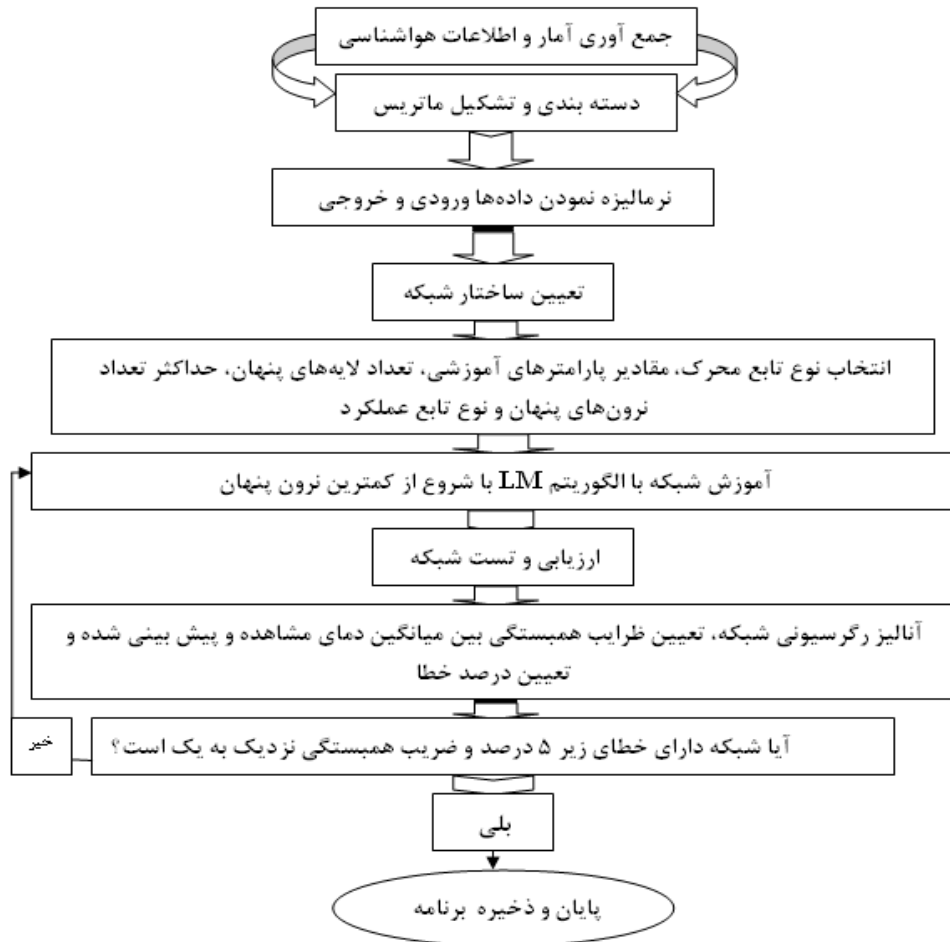 جمع آوری آمار و اطلاعات هواشناسی
دسته بندی و تشکیل ماتریس
نرمالیزه نمودن داده‌ها ورودی و خروجی
تعیین ساختار شبکه
انتخاب نوع تابع محرک، مقادیر پارامترهای آموزشی، تعداد لایه‌های پنهان، حداکثر تعداد
نرون‌های پنهان و نوع تابع عملکرد
آموزش شبکه با الگوریتم LM با شروع از کمترین نرون پنهان
ارزیابی و تست شبکه
آنالیز رگرسیونی شبکه، تعیین ظرایب همبستگی بین میانگین دمای مشاهده و پیش بینی شده و
تعیین درصد خطا
آیا شبکه دارای خطای زیر ۵ درصد و ضریب همبستگی نزدیک به یک است؟
خیر
بلی
پایان و ذخیره برنامه